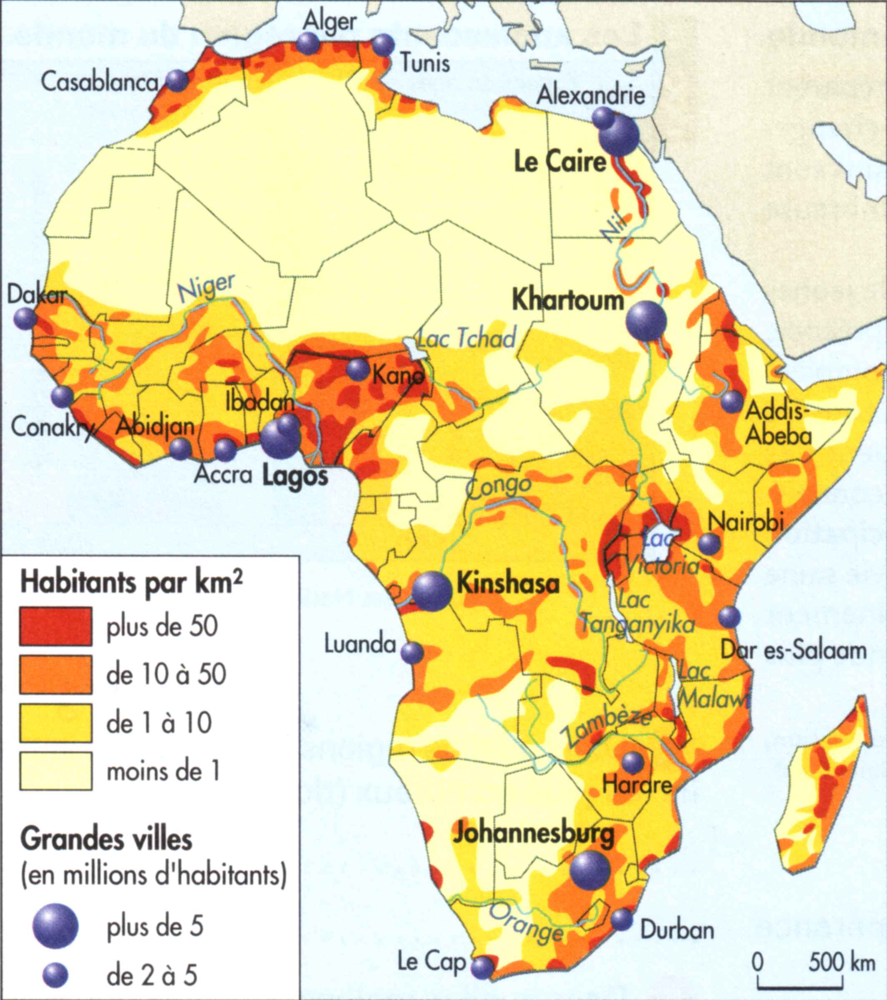 Alger
Tunis
Casablanca
Alexandrie
Le Caire
Nil
Dakar
Niger
Khartoum
Lac Tchad
Kano
Ibadan
Addis-
Abeba
Conakry
Abidjan
Accra
Lagos
Congo
Nairobi
Lac
Victoria
Kinshasa
Lac
Tanganyika
Luanda
Dar es-Salaam
Lac
Malawi
Zambèze
Harare
Johannesburg
Orange
Durban
Le Cap
0 500 km
Habitants par km²
plus de 50
de 10 à 50
de 1 à 10
moins de 1
Grandes villes
(en millions d'habitants)
plus de 5
de 2 à 5